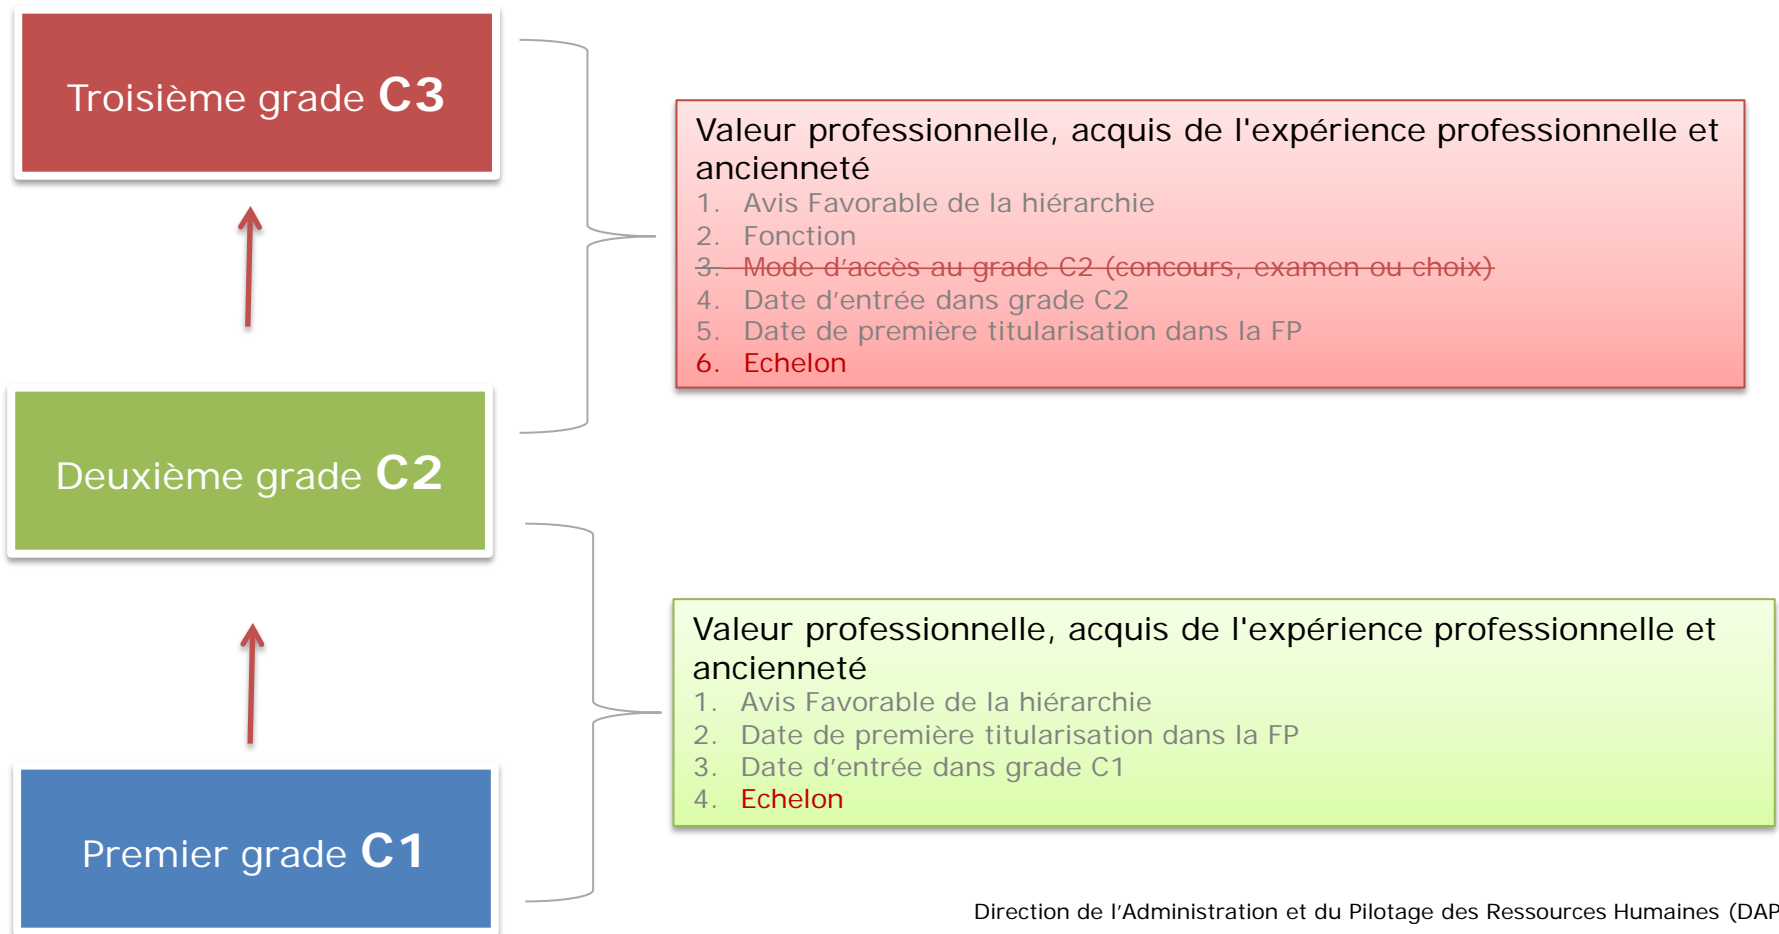 Troisième grade C3
Valeur professionnelle, acquis de l'expérience professionnelle et
ancienneté
1. Avis Favorable de la hiérarchie
2. Fonction
3. Mode d'accès au grade C2 (concours, examen ou choix)
4. Date d'entrée dans grade C2
5. Date de première titularisation dans la FP
6. Echelon
Deuxième grade C2
Valeur professionnelle, acquis de l'expérience professionnelle et
ancienneté
1. Avis Favorable de la hiérarchie
2. Date de première titularisation dans la FP
3. Date d'entrée dans grade C1
4. Echelon
Premier grade C1
Direction de l'Administration et du Pilotage des Ressources Humaines (DAP